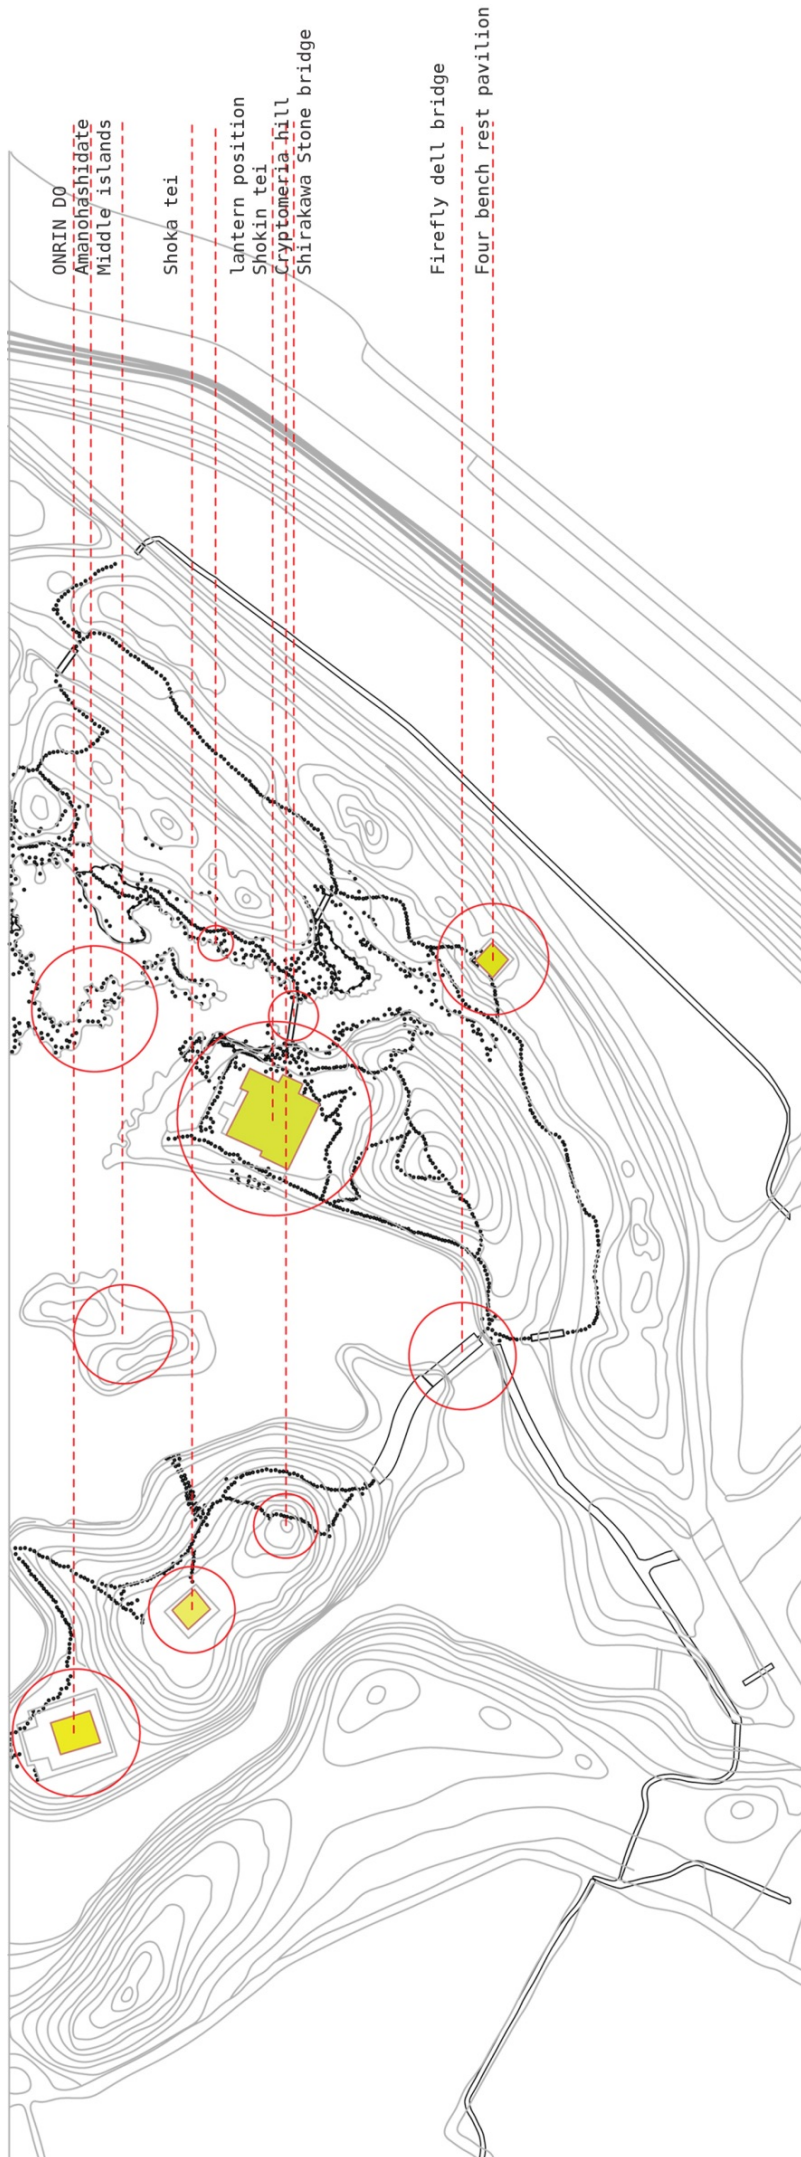 ONRIN DO
Amanohashidate
Middle islands
Shoka tei
lantern position
Shokin tei
Cryptomeria hill
Shirakawa Stone bridge
Firefly dell bridge
Four bench rest pavilion